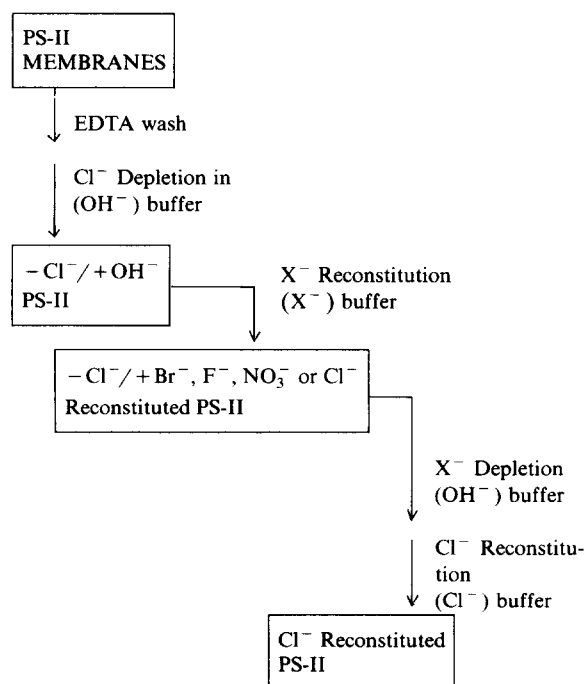 PS-II
MEMBRANES
EDTA wash
Cl⁻ Depletion in
(OH⁻) buffer
−Cl⁻/+OH⁻
PS-II
X⁻ Reconstitution
(X⁻) buffer
−Cl⁻/+Br⁻, F⁻, NO₃⁻ or Cl⁻
Reconstituted PS-II
X⁻ Depletion
(OH⁻) buffer
Cl⁻ Reconstitu-
tion
(Cl⁻) buffer
Cl⁻ Reconstituted
PS-II